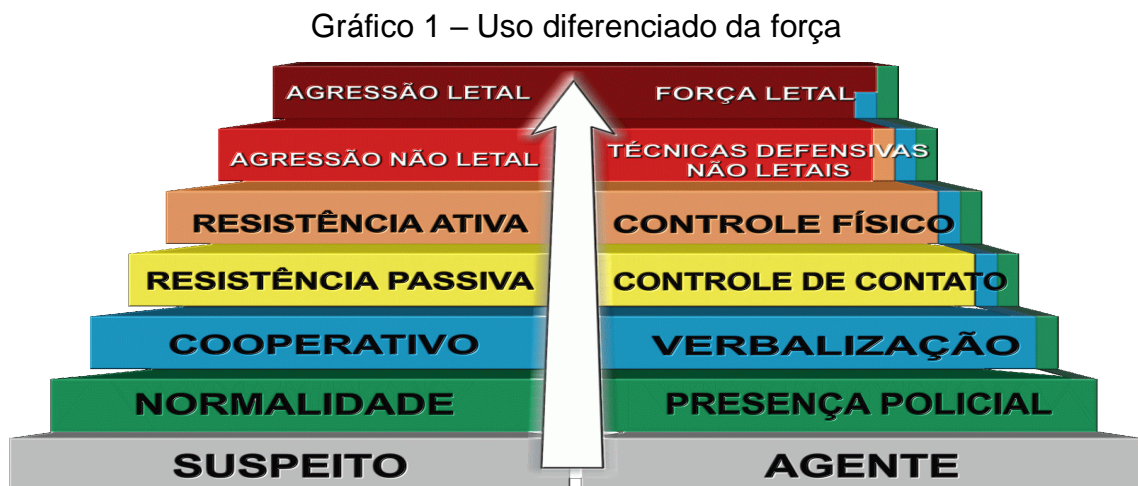 Gráfico 1 – Uso diferenciado da força
AGRESSÃO LETAL
FORÇA LETAL
AGRESSÃO NÃO LETAL
TÉCNICAS DEFENSIVAS
NÃO LETAIS
RESISTÊNCIA ATIVA
CONTROLE FÍSICO
RESISTÊNCIA PASSIVA
CONTROLE DE CONTATO
COOPERATIVO
VERBALIZAÇÃO
NORMALIDADE
PRESENÇA POLICIAL
SUSPEITO
AGENTE